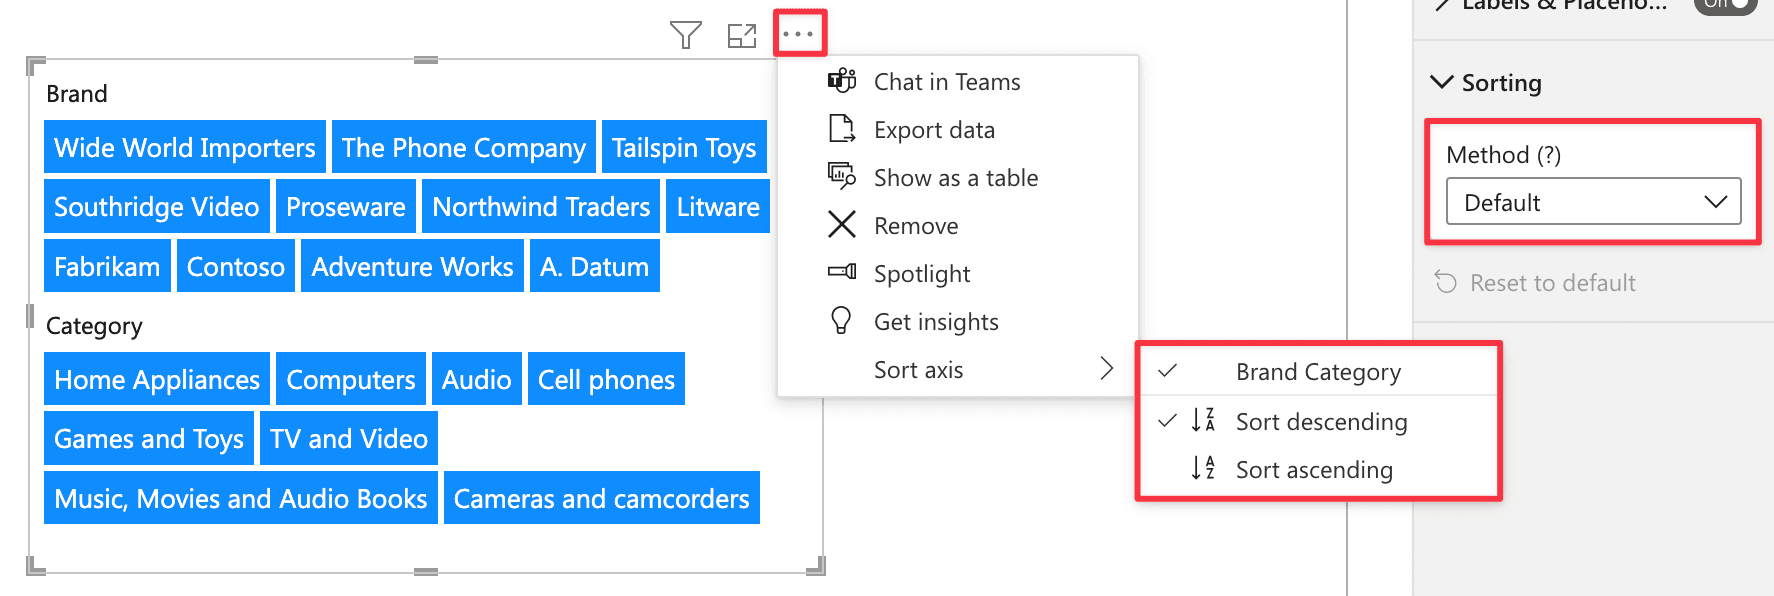 Labels & Placeho...
On
Brand
Wide World Importers
The Phone Company
Tailspin Toys
Southridge Video
Proseware
Northwind Traders
Litware
Fabrikam
Contoso
Adventure Works
A. Datum
Category
Home Appliances
Computers
Audio
Cell phones
Games and Toys
TV and Video
Music, Movies and Audio Books
Cameras and camcorders
Chat in Teams
Export data
Show as a table
Remove
Spotlight
Get insights
Sort axis
Brand Category
Sort descending
Sort ascending
Sorting
Method (?)
Default
Reset to default